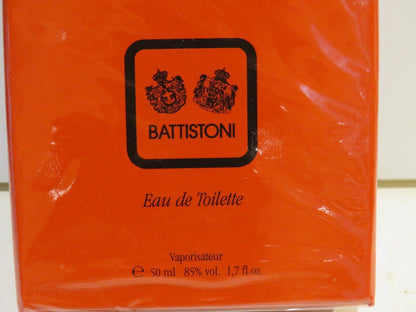 BATTISTONI
Eau de Toilette
Vaporisateur
℮ 50 ml 85% vol. 1,7 fl oz